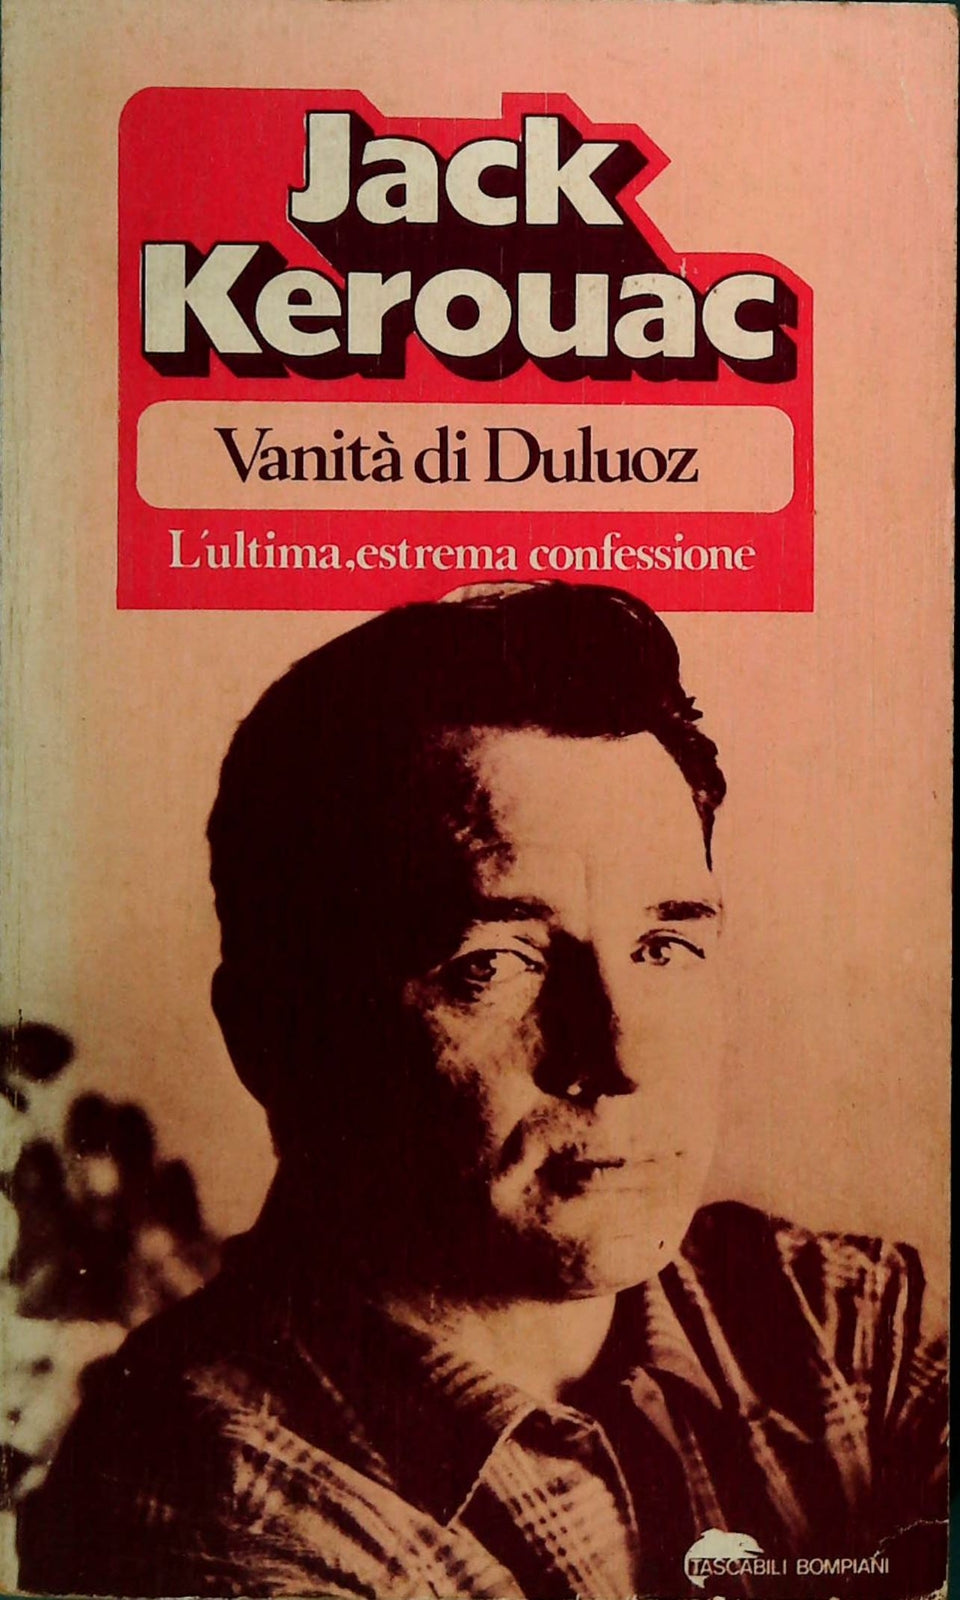 Jack
Kerouac
Vanità di Duluoz
L'ultima,estrema confessione
TASCABILI BOMPIANI